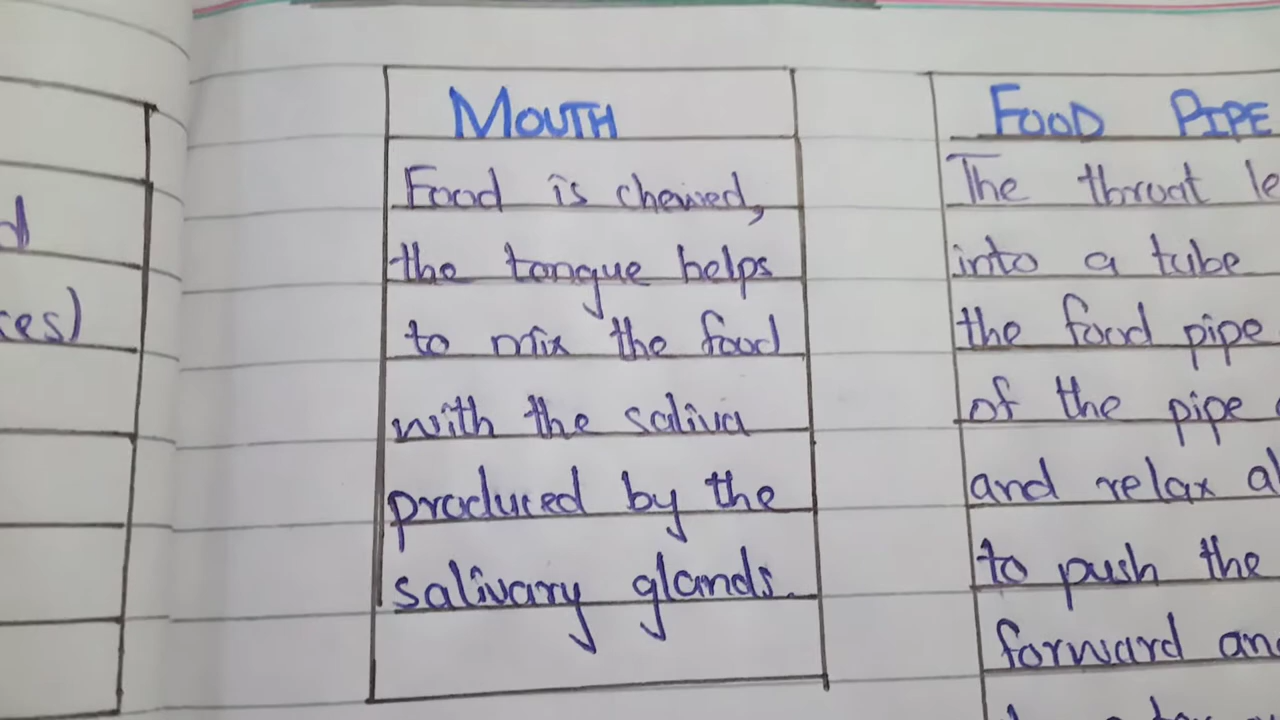 d
ces)
MOUTH
Food is chewed,
the tongue helps
to mix the food
with the saliva
produced by the
salivary glands.
FOOD PIPE
The throat le
into a tube
the food pipe
of the pipe
and relax al
to push the
forward an